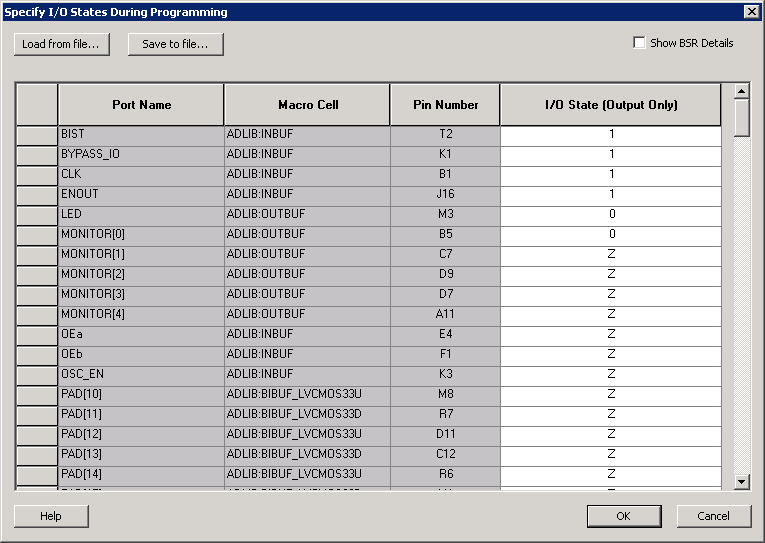 Specify I/O States During Programming
Load from file... Save to file... Show BSR Details
Port Name Macro Cell Pin Number I/O State (Output Only)
BIST ADLIB:INBUF T2 1
BYPASS_IO ADLIB:INBUF K1 1
CLK ADLIB:INBUF B1 1
ENOUT ADLIB:INBUF J16 1
LED ADLIB:OUTBUF M3 0
MONITOR[0] ADLIB:OUTBUF B5 0
MONITOR[1] ADLIB:OUTBUF C7 Z
MONITOR[2] ADLIB:OUTBUF D9 Z
MONITOR[3] ADLIB:OUTBUF D7 Z
MONITOR[4] ADLIB:OUTBUF A11 Z
OEa ADLIB:INBUF E4 Z
OEb ADLIB:INBUF F1 Z
OSC_EN ADLIB:INBUF K3 Z
PAD[10] ADLIB:BIBUF_LVCMOS33U M8 Z
PAD[11] ADLIB:BIBUF_LVCMOS33D R7 Z
PAD[12] ADLIB:BIBUF_LVCMOS33U D11 Z
PAD[13] ADLIB:BIBUF_LVCMOS33D C12 Z
PAD[14] ADLIB:BIBUF_LVCMOS33U R6 Z
Help OK Cancel